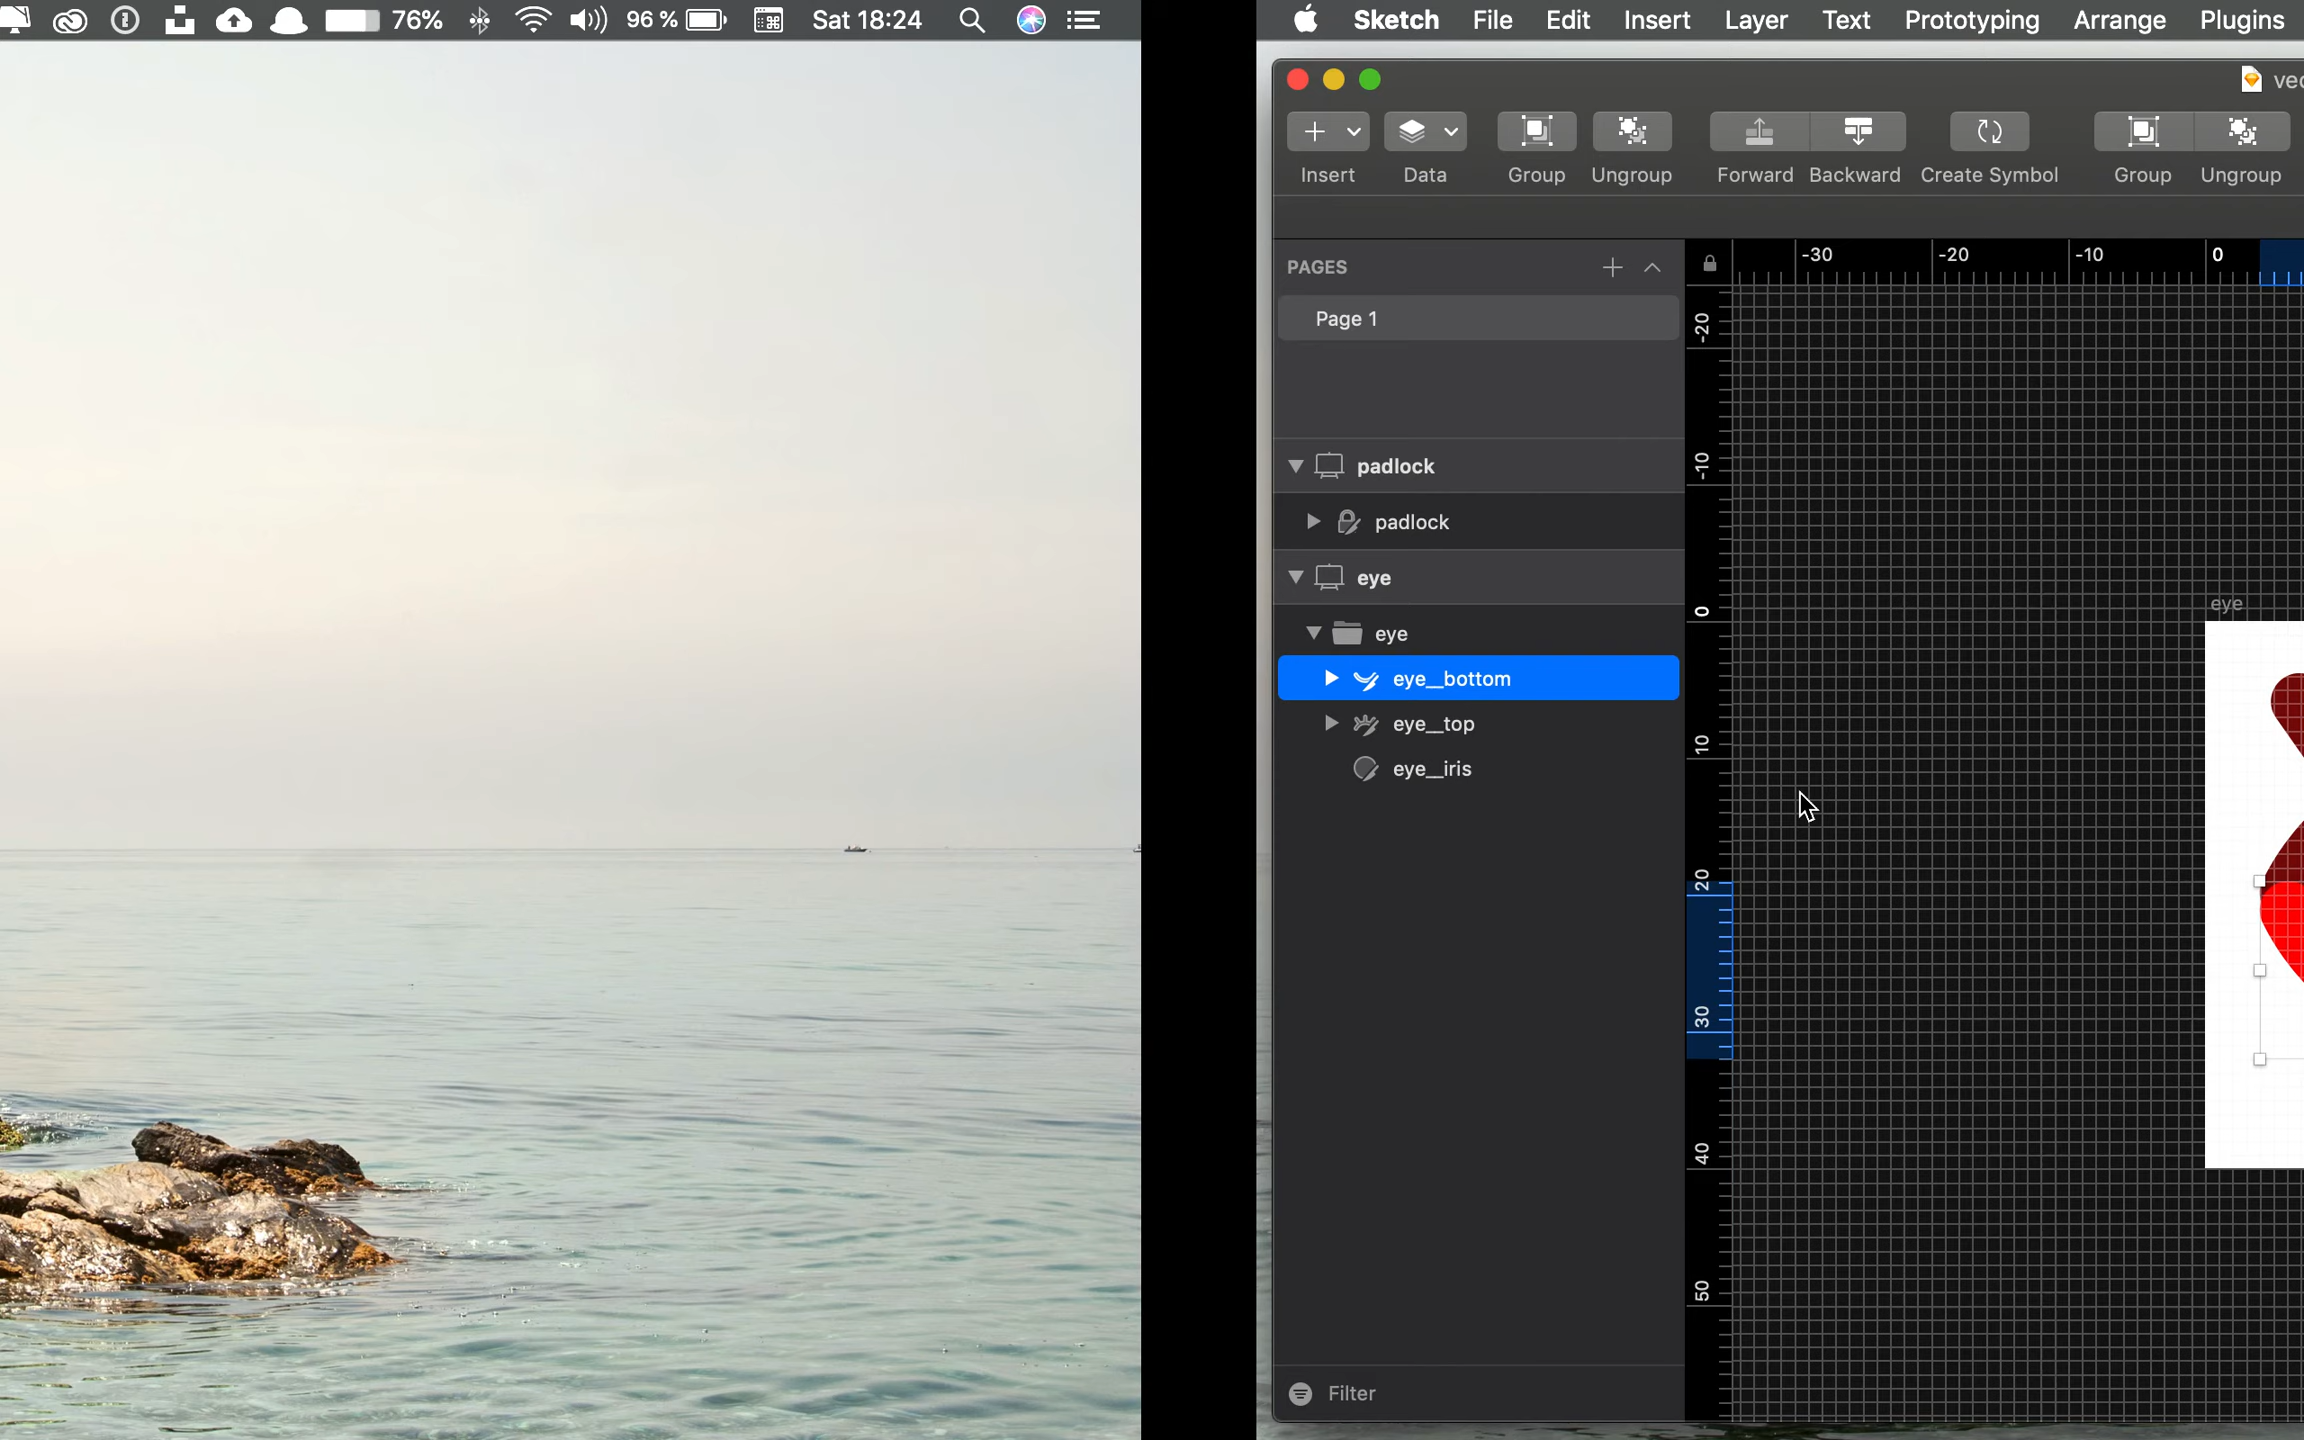 76% 96 % Sat 18:24
Sketch File Edit Insert Layer Text Prototyping Arrange Plugins
vec
Insert Data Group Ungroup Forward Backward Create Symbol Group Ungroup
PAGES
-30 -20 -10 0
Page 1
-20
padlock
-10
padlock
eye
eye
0
eye
eye__bottom
eye__top
10
eye__iris
20
30
40
50
Filter